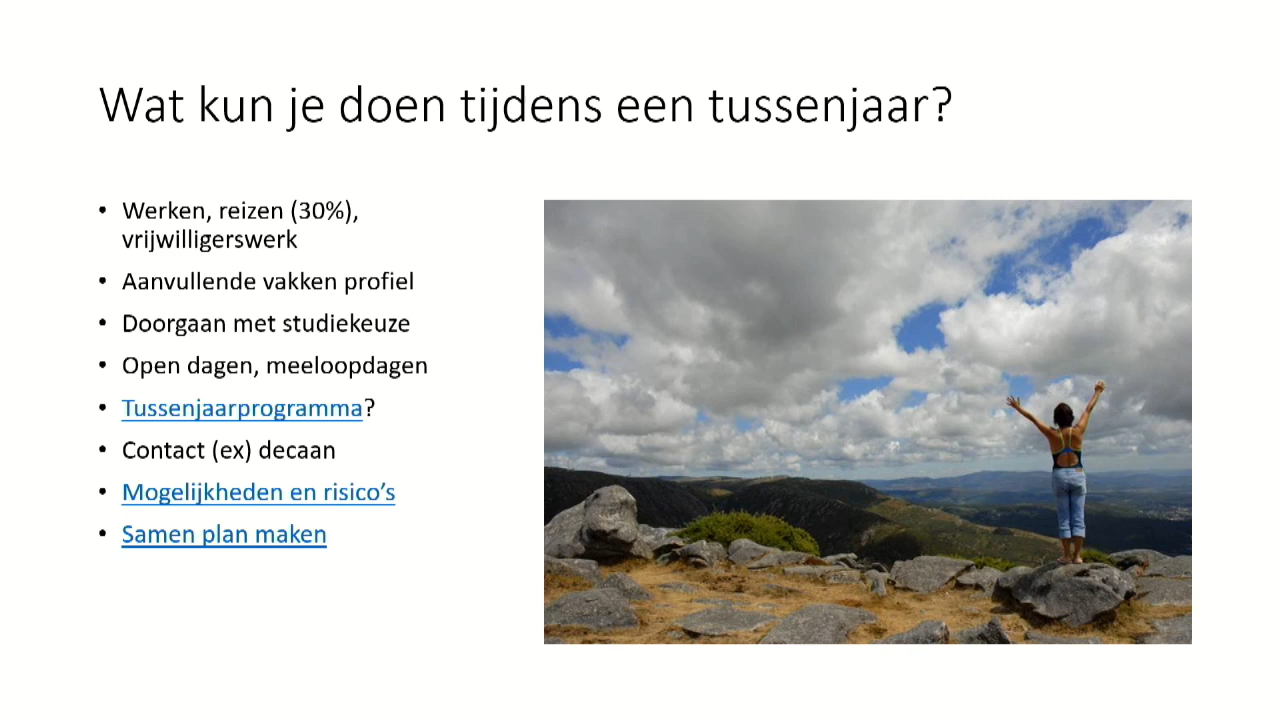 Wat kun je doen tijdens een tussenjaar?
• Werken, reizen (30%),
vrijwilligerswerk
• Aanvullende vakken profiel
• Doorgaan met studiekeuze
• Open dagen, meeloopdagen
• Tussenjaarprogramma?
• Contact (ex) decaan
• Mogelijkheden en risico’s
• Samen plan maken